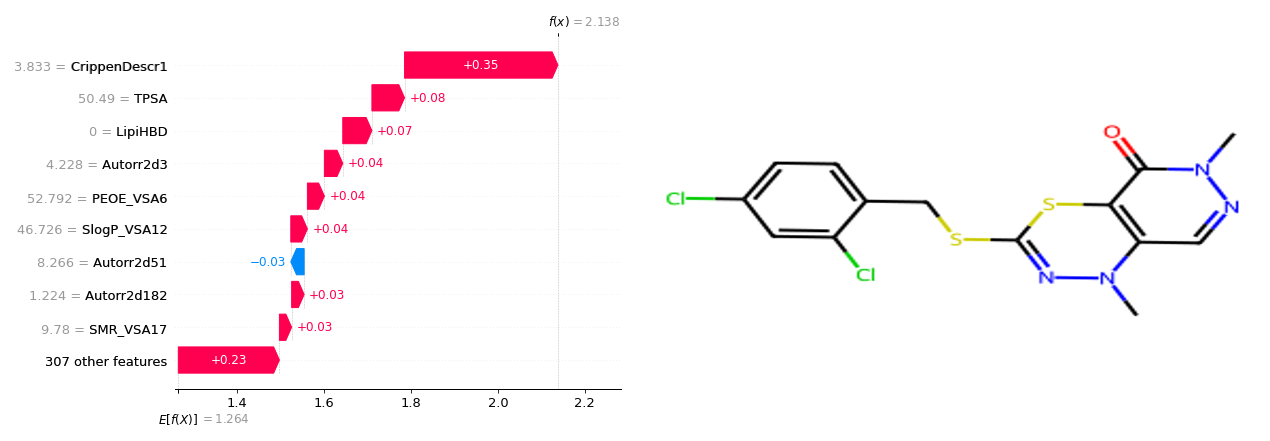 f(x) = 2.138
3.833 = CrippenDescr1
+0.35
50.49 = TPSA
+0.08
0 = LipiHBD
+0.07
4.228 = Autorr2d3
+0.04
52.792 = PEOE_VSA6
+0.04
46.726 = SlogP_VSA12
+0.04
8.266 = Autorr2d51
−0.03
1.224 = Autorr2d182
+0.03
9.78 = SMR_VSA17
+0.03
307 other features
+0.23
1.4 1.6 1.8 2.0 2.2
E[f(X)] = 1.264
O
N
N
S
Cl
S
N
N
Cl